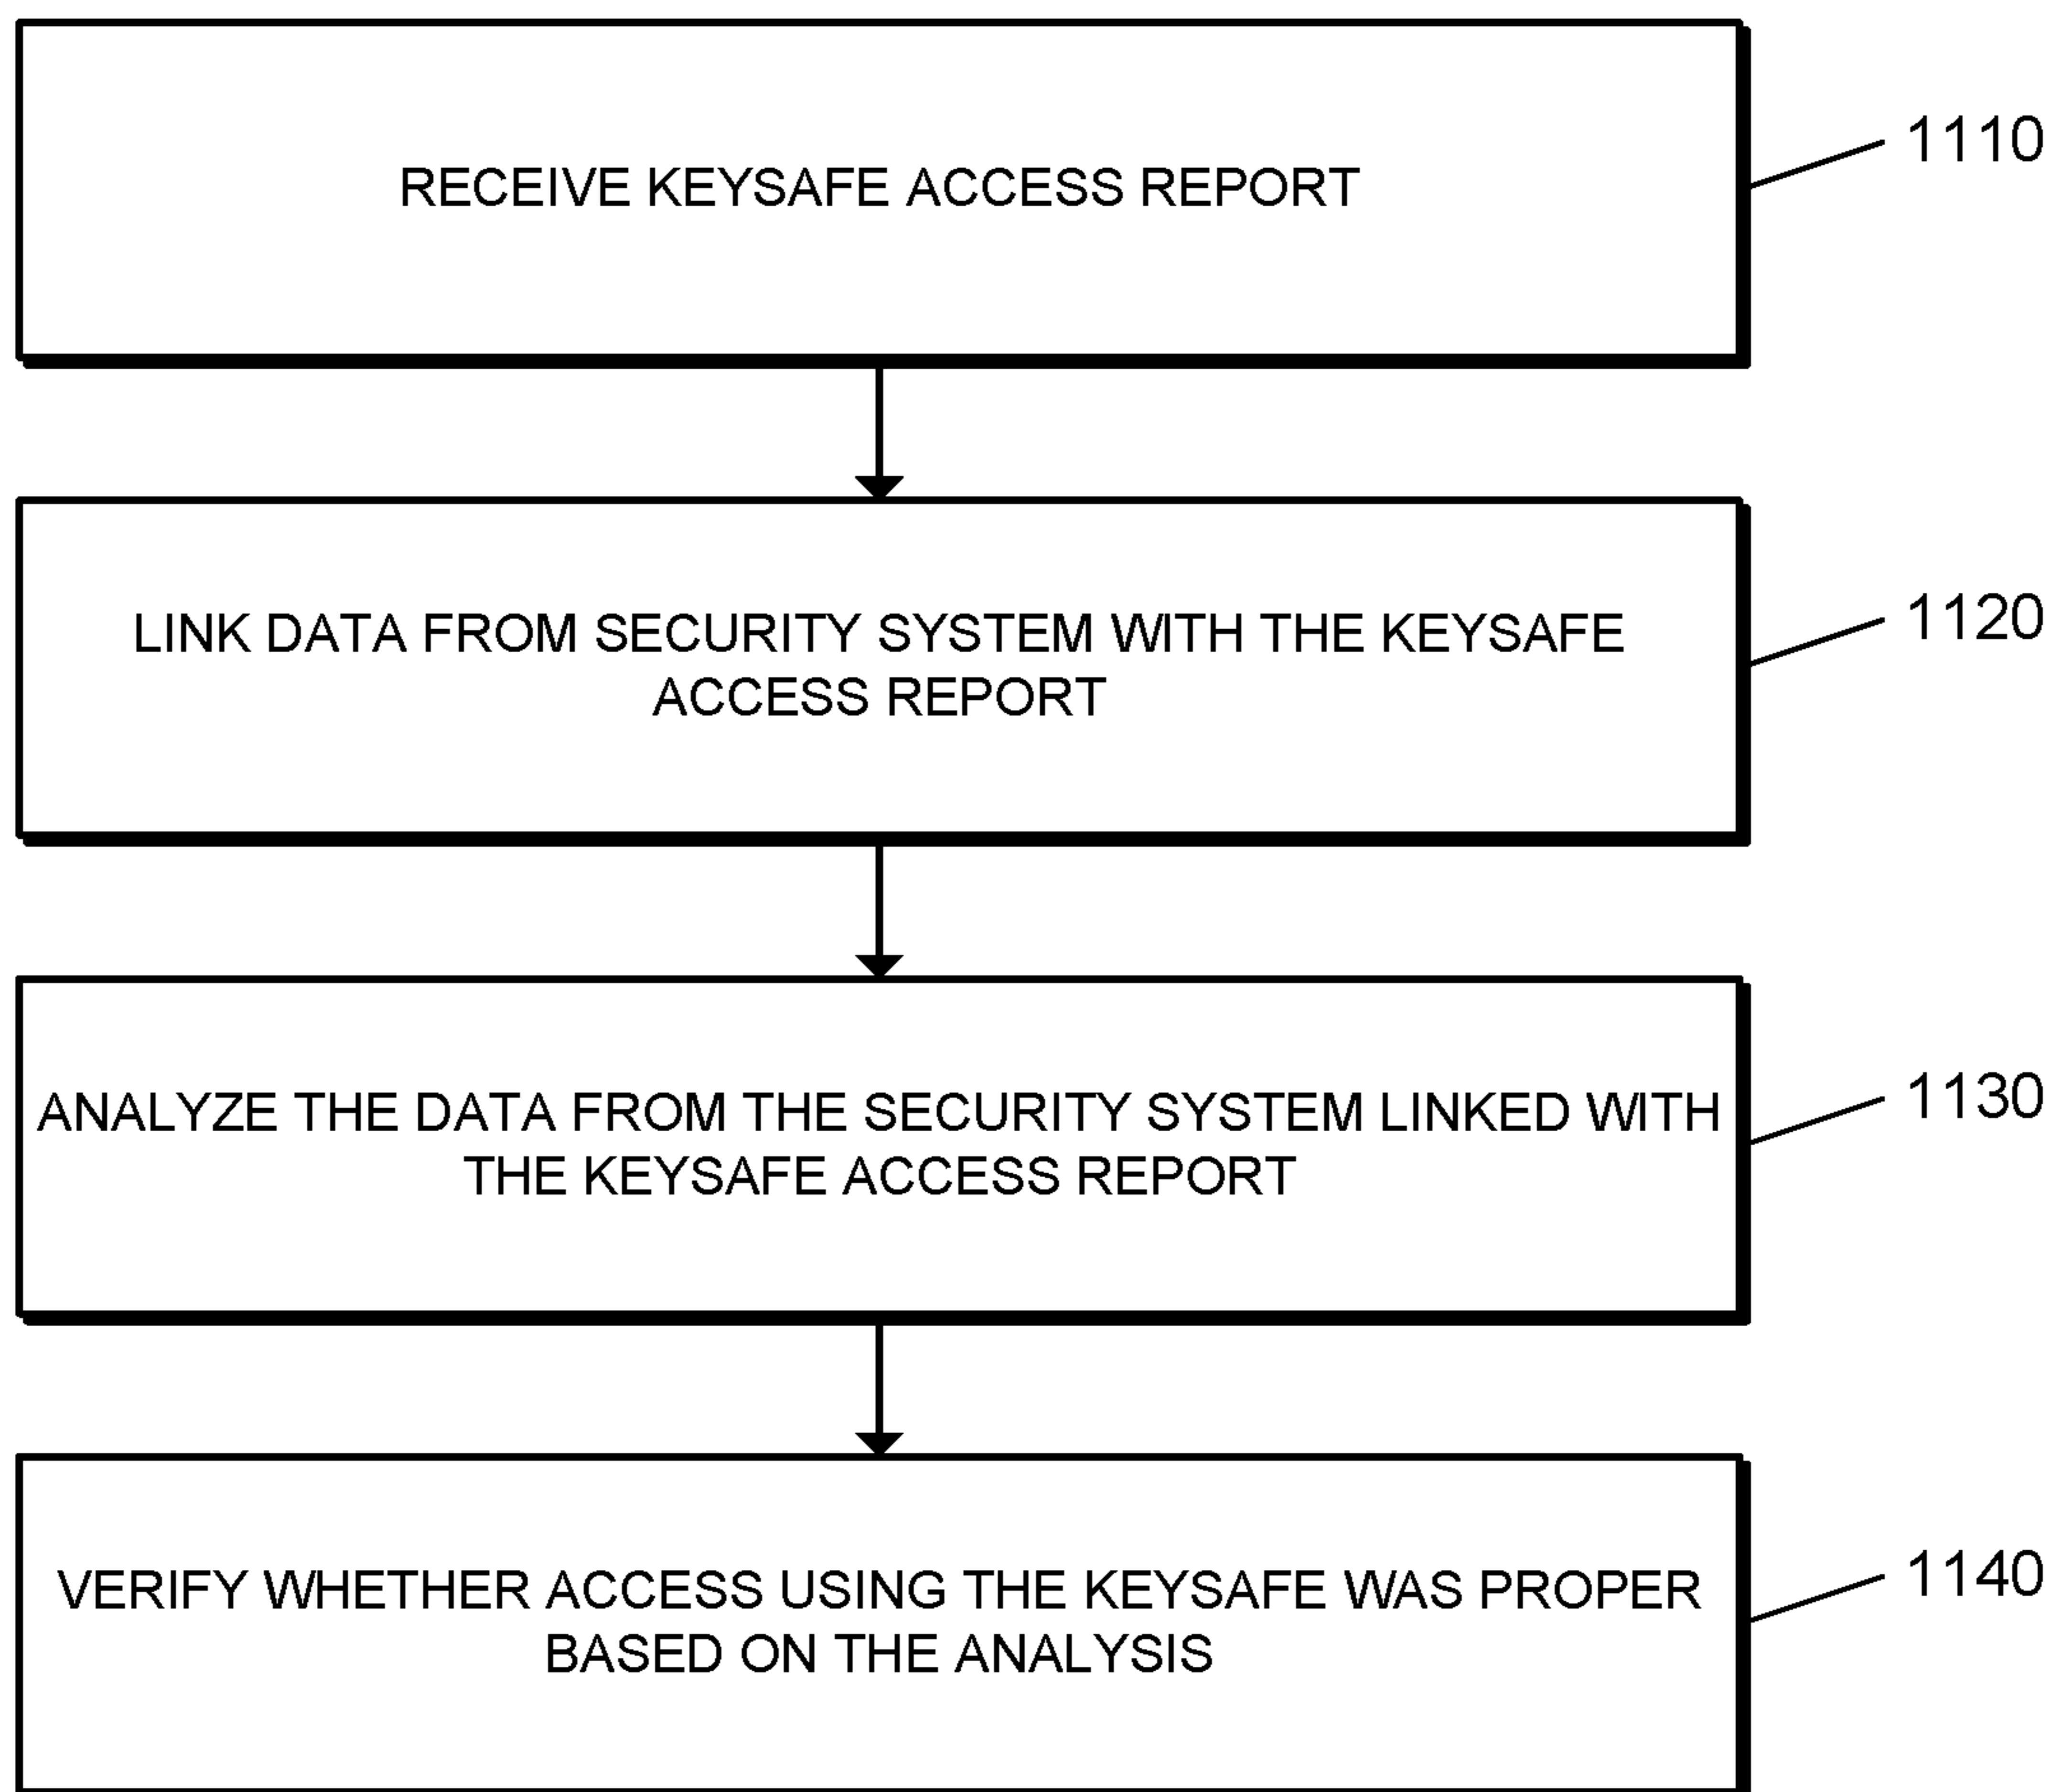 RECEIVE KEYSAFE ACCESS REPORT
1110
LINK DATA FROM SECURITY SYSTEM WITH THE KEYSAFE
ACCESS REPORT
1120
ANALYZE THE DATA FROM THE SECURITY SYSTEM LINKED WITH
THE KEYSAFE ACCESS REPORT
1130
VERIFY WHETHER ACCESS USING THE KEYSAFE WAS PROPER
BASED ON THE ANALYSIS
1140